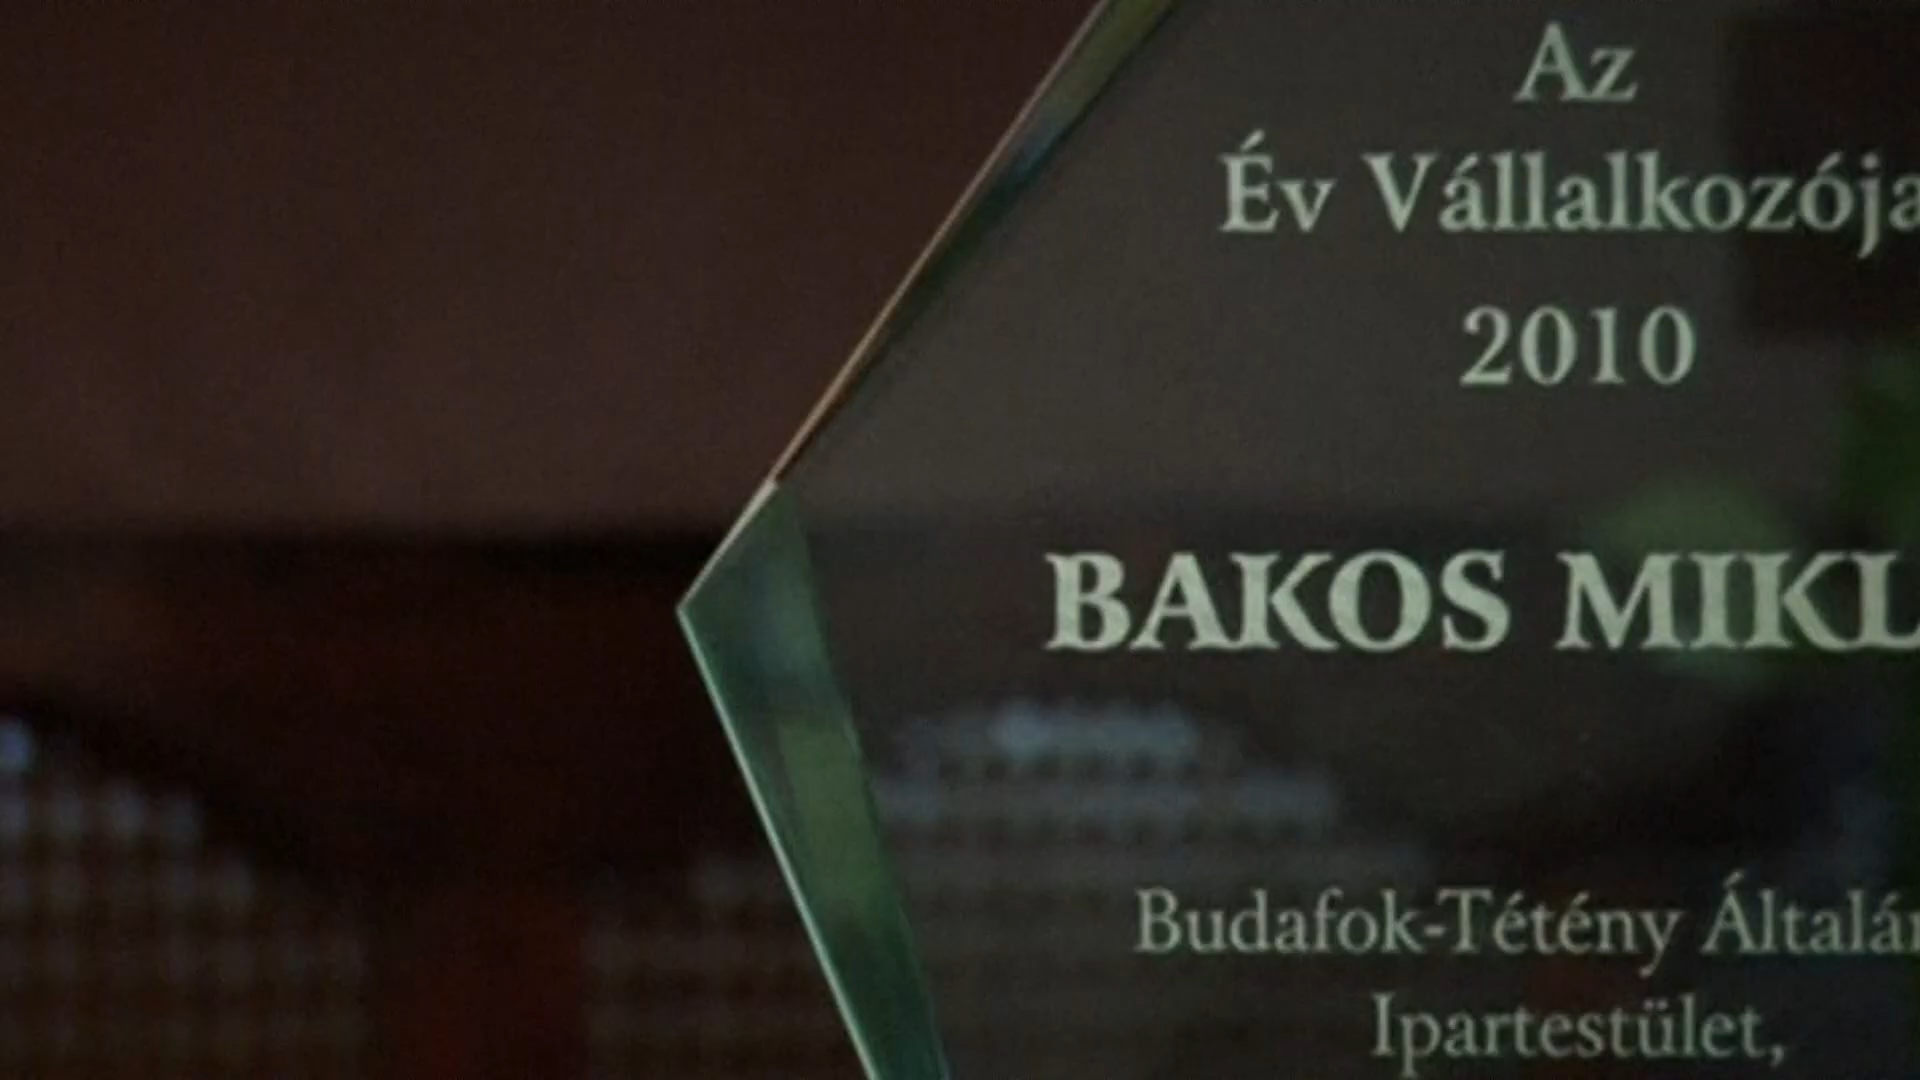 Az
Év Vállalkozója
2010
BAKOS MIKL
Budafok-Tétény Általán
Ipartestület,